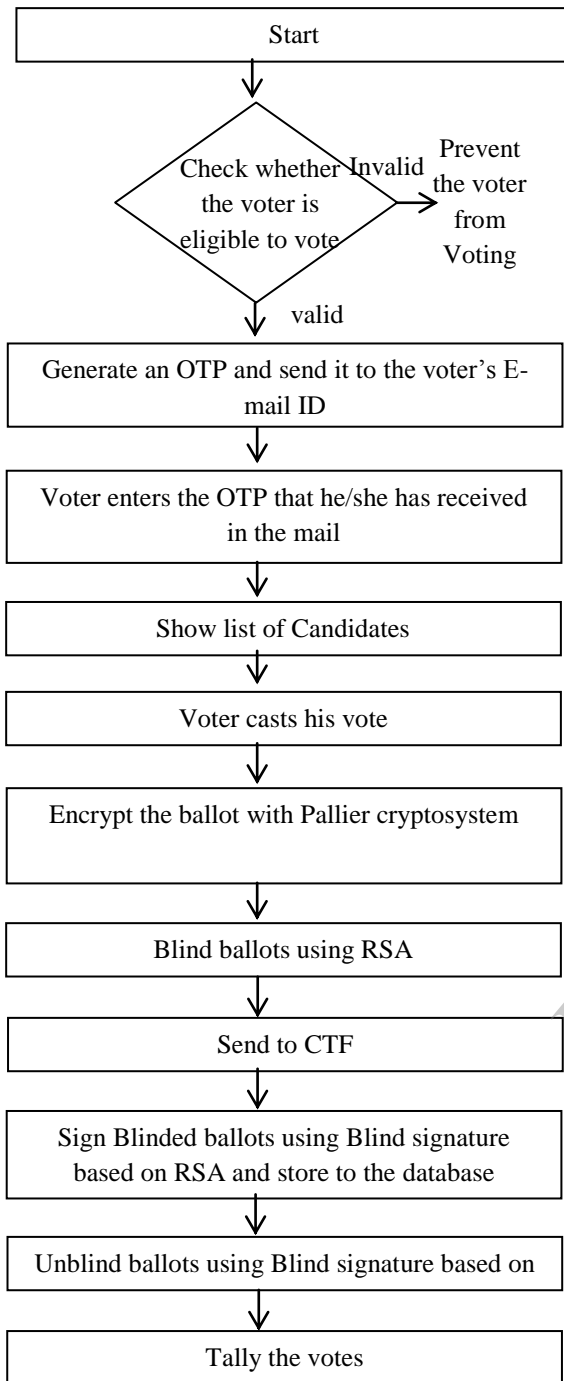 Start
Check whether
the voter is
eligible to vote
Invalid
Prevent
the voter
from
Voting
valid
Generate an OTP and send it to the voter's E-
mail ID
Voter enters the OTP that he/she has received
in the mail
Show list of Candidates
Voter casts his vote
Encrypt the ballot with Pallier cryptosystem
Blind ballots using RSA
Send to CTF
Sign Blinded ballots using Blind signature
based on RSA and store to the database
Unblind ballots using Blind signature based on
Tally the votes